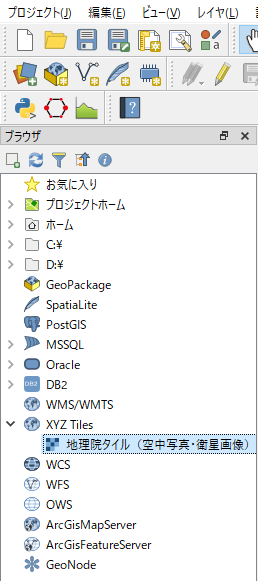 プロジェクト(J) 編集(E) ビュー(V) レイヤ(L)
ブラウザ
お気に入り
プロジェクトホーム
ホーム
C:¥
D:¥
GeoPackage
SpatiaLite
PostGIS
MSSQL
Oracle
DB2 DB2
WMS/WMTS
XYZ Tiles
地理院タイル（空中写真・衛星画像）
WCS
WFS
OWS
ArcGisMapServer
ArcGisFeatureServer
GeoNode